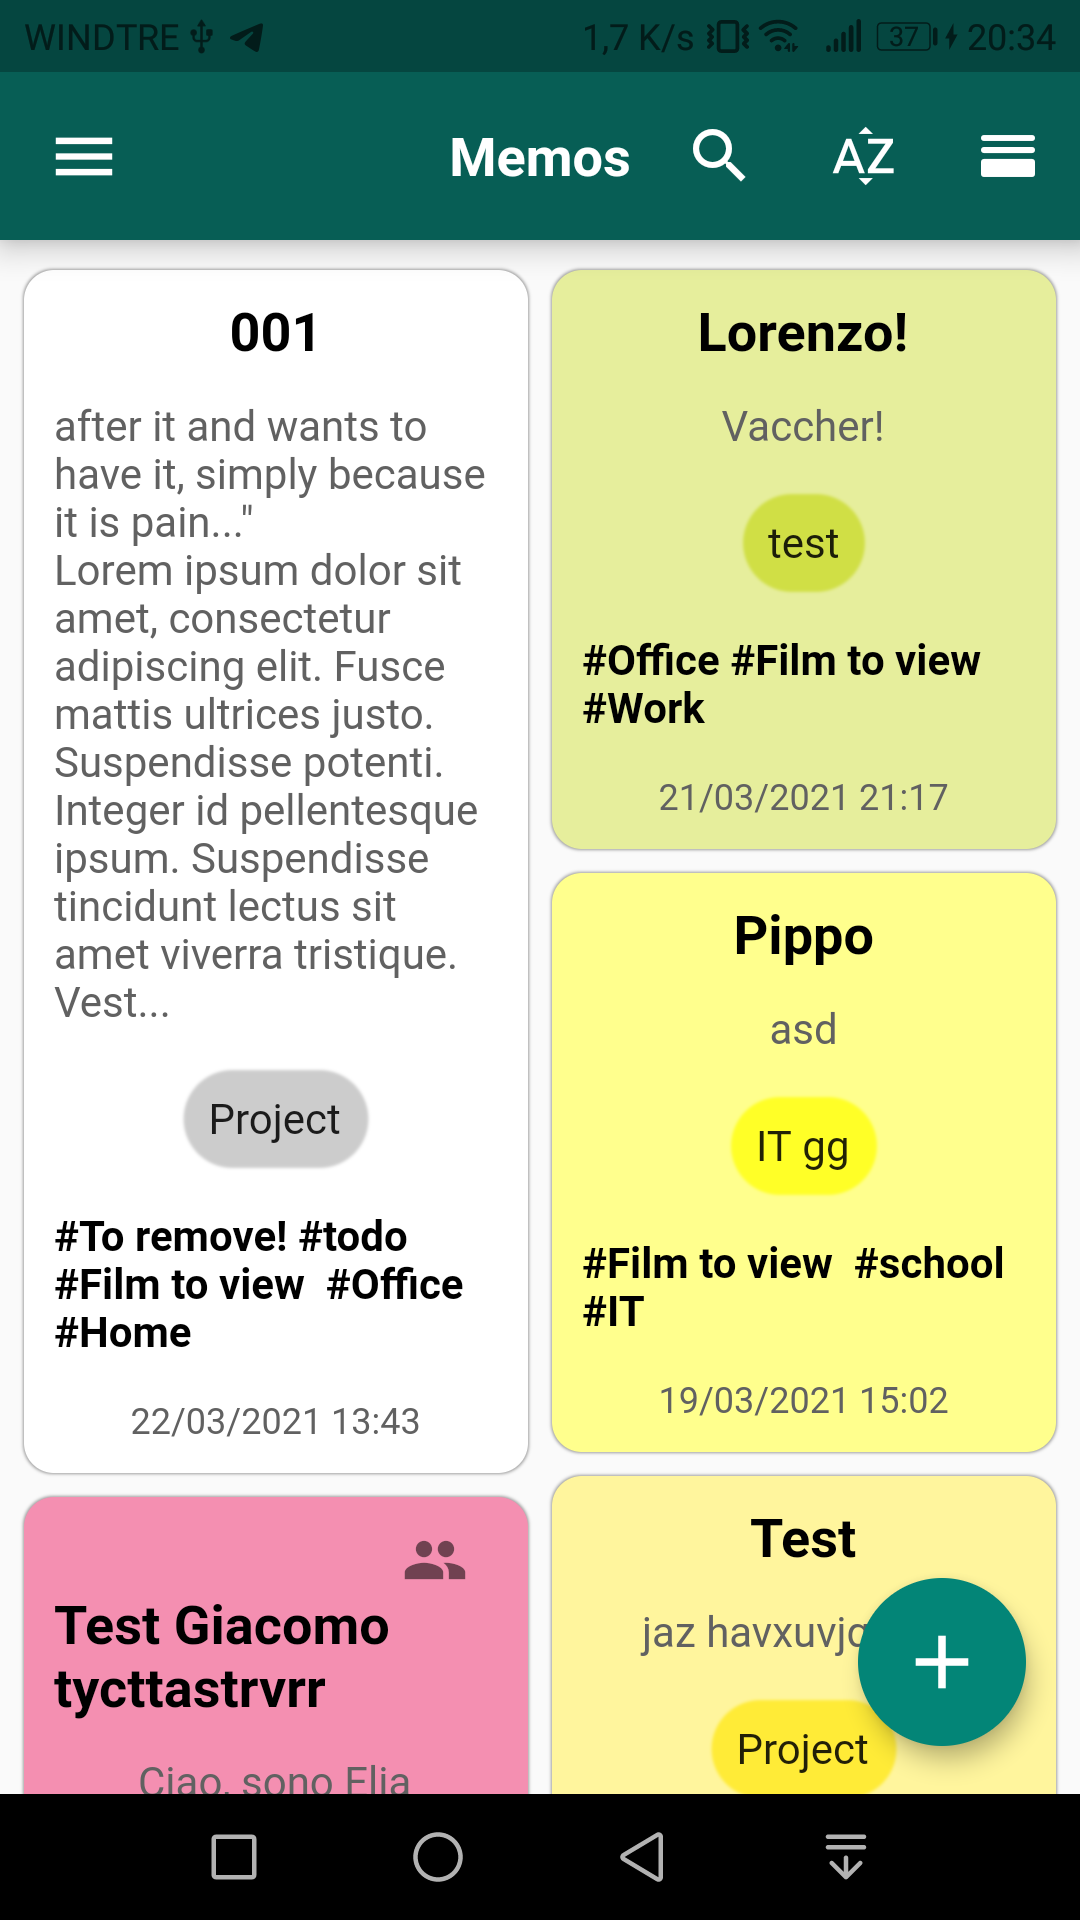 WINDTRE 1,7 K/s 37 20:34
Memos AZ
001
after it and wants to
have it, simply because
it is pain..."
Lorem ipsum dolor sit
amet, consectetur
adipiscing elit. Fusce
mattis ultrices justo.
Suspendisse potenti.
Integer id pellentesque
ipsum. Suspendisse
tincidunt lectus sit
amet viverra tristique.
Vest...
Project
#To remove! #todo
#Film to view #Office
#Home
22/03/2021 13:43
Test Giacomo
tycttastrvrr
Ciao, sono Elia
Lorenzo!
Vaccher!
test
#Office #Film to view
#Work
21/03/2021 21:17
Pippo
asd
IT gg
#Film to view #school
#IT
19/03/2021 15:02
Test
jaz
Project